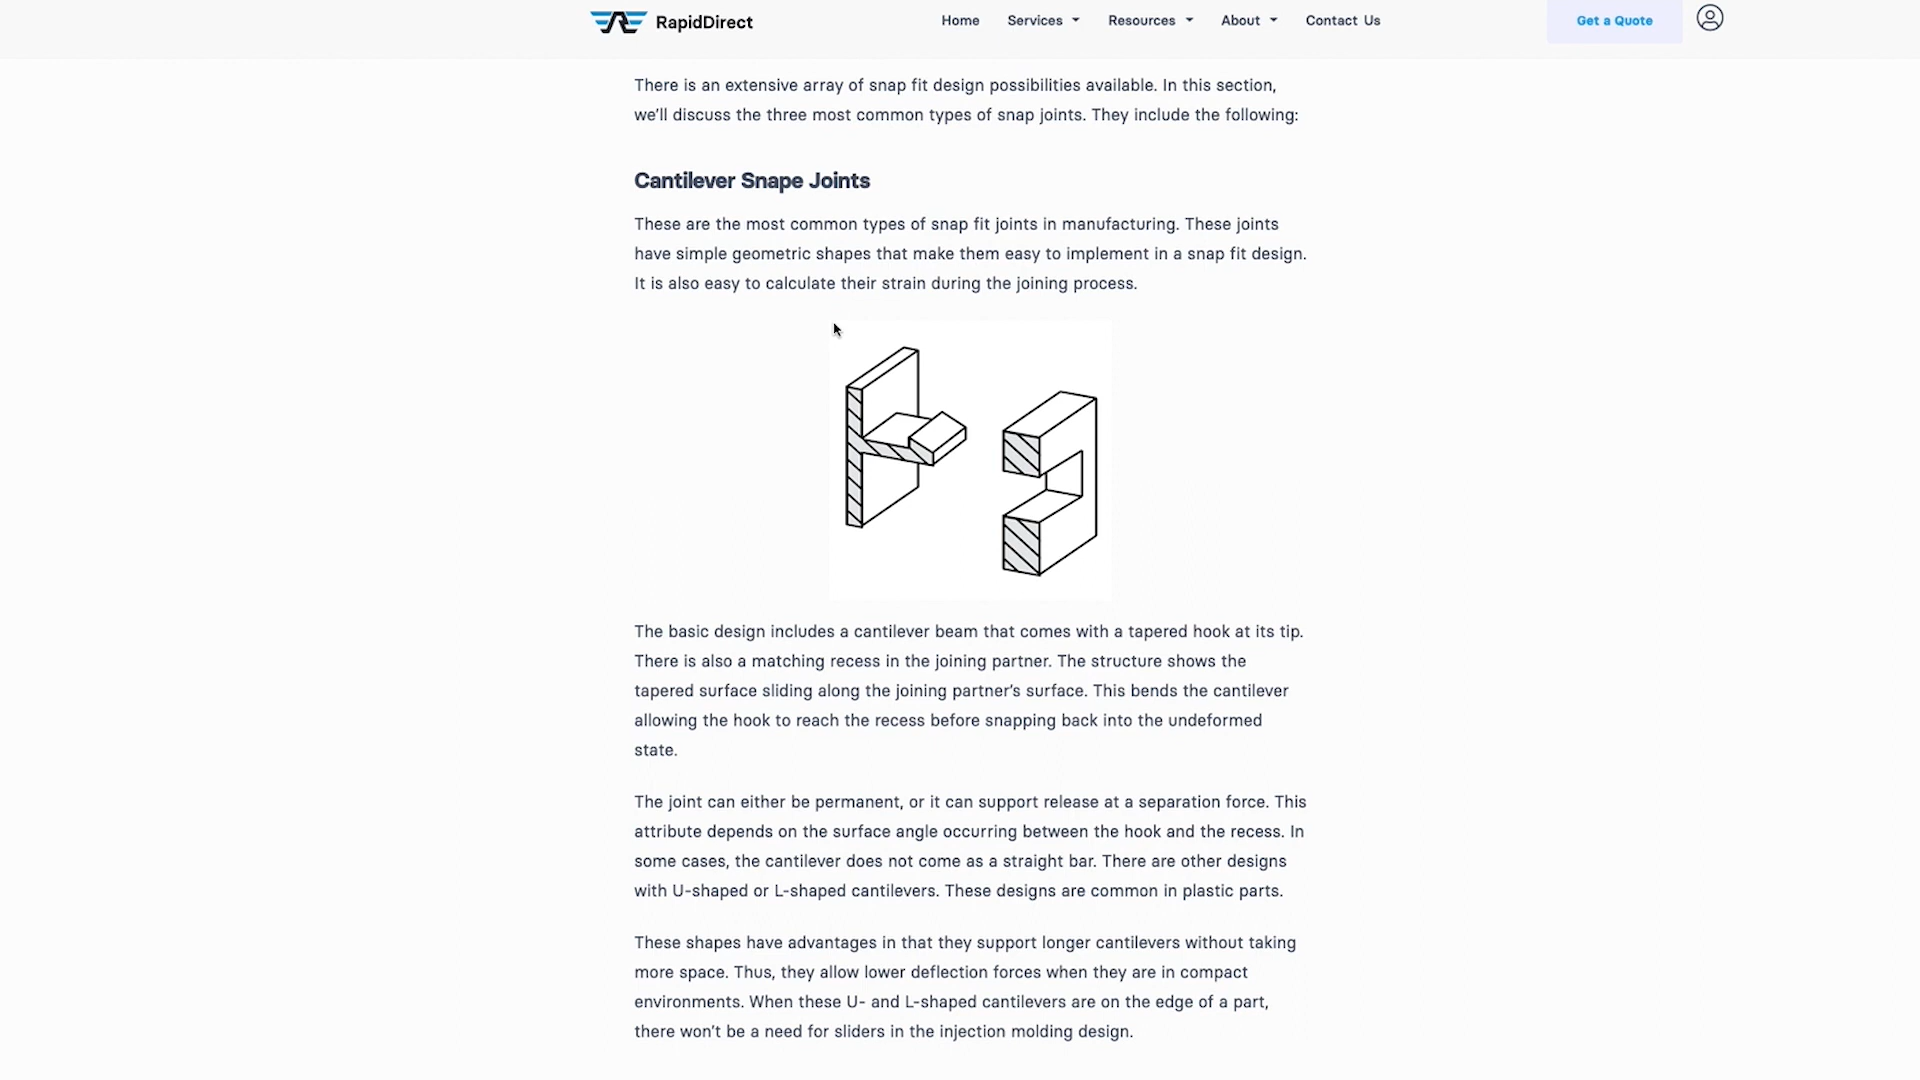 RapidDirect
Home Services Resources About Contact Us Get a Quote
There is an extensive array of snap fit design possibilities available. In this section,
we'll discuss the three most common types of snap joints. They include the following:
Cantilever Snape Joints
These are the most common types of snap fit joints in manufacturing. These joints
have simple geometric shapes that make them easy to implement in a snap fit design.
It is also easy to calculate their strain during the joining process.
The basic design includes a cantilever beam that comes with a tapered hook at its tip.
There is also a matching recess in the joining partner. The structure shows the
tapered surface sliding along the joining partner's surface. This bends the cantilever
allowing the hook to reach the recess before snapping back into the undeformed
state.
The joint can either be permanent, or it can support release at a separation force. This
attribute depends on the surface angle occurring between the hook and the recess. In
some cases, the cantilever does not come as a straight bar. There are other designs
with U-shaped or L-shaped cantilevers. These designs are common in plastic parts.
These shapes have advantages in that they support longer cantilevers without taking
more space. Thus, they allow lower deflection forces when they are in compact
environments. When these U- and L-shaped cantilevers are on the edge of a part,
there won't be a need for sliders in the injection molding design.